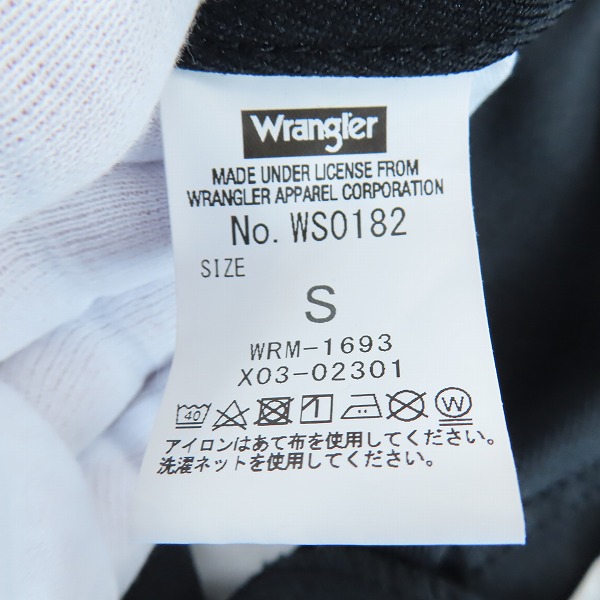 Wrangler
MADE UNDER LICENSE FROM
WRANGLER APPAREL CORPORATION
No. WS0182
SIZE
S
WRM-1693
X03-02301
40 W
アイロンはあて布を使用してください。
洗濯ネットを使用してください。